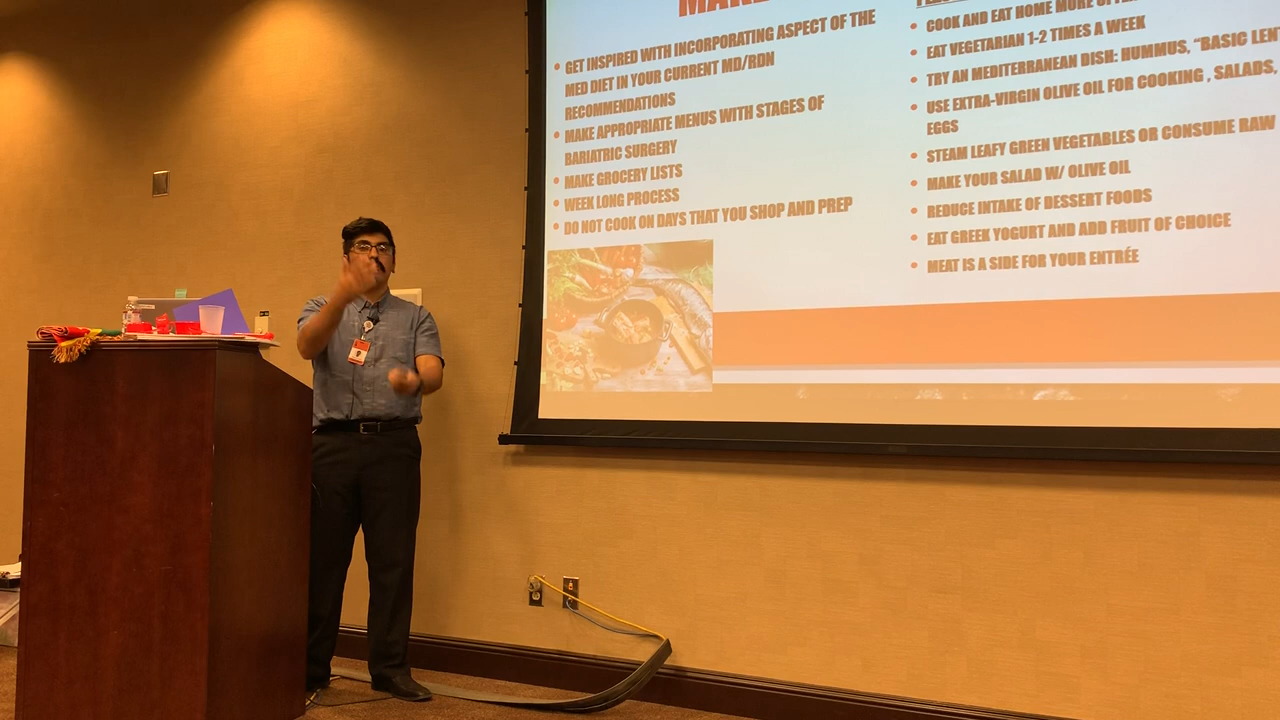 GET INSPIRED WITH INCORPORATING ASPECT OF THE
MED DIET IN YOUR CURRENT MD/RDN
RECOMMENDATIONS
MAKE APPROPRIATE MENUS WITH STAGES OF
BARIATRIC SURGERY
MAKE GROCERY LISTS
WEEK LONG PROCESS
DO NOT COOK ON DAYS THAT YOU SHOP AND PREP
COOK AND EAT HOME MORE
EAT VEGETARIAN 1-2 TIMES A WEEK
TRY AN MEDITERRANEAN DISH: HUMMUS, “BASIC
USE EXTRA-VIRGIN OLIVE OIL FOR COOKING , SALADS,
EGGS
STEAM LEAFY GREEN VEGETABLES OR CONSUME RAW
MAKE YOUR SALAD W/ OLIVE OIL
REDUCE INTAKE OF DESSERT FOODS
EAT GREEK YOGURT AND ADD FRUIT OF CHOICE
MEAT IS A SIDE FOR YOUR ENTRÉE